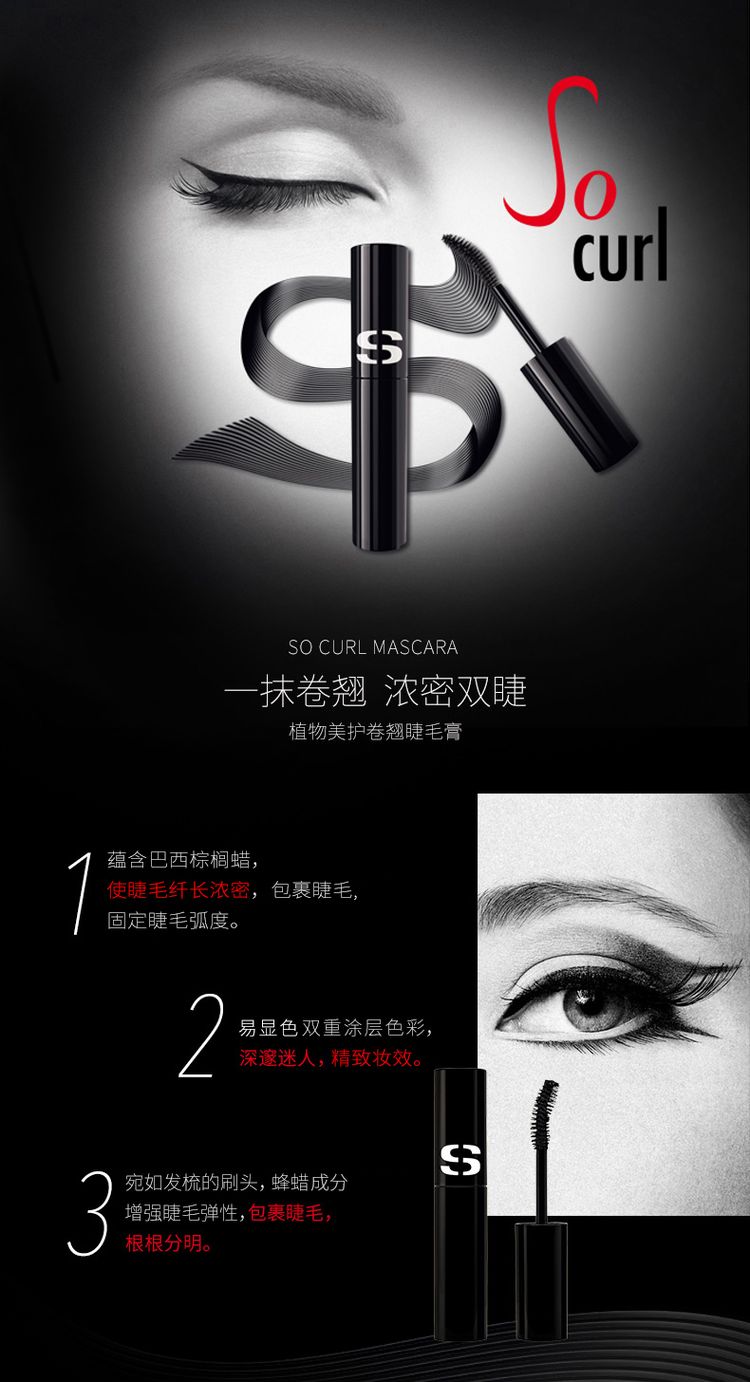 So
curl
S
SO CURL MASCARA
一抹卷翘 浓密双睫
植物美护卷翘睫毛膏
1
蕴含巴西棕榈蜡，
使睫毛纤长浓密，包裹睫毛,
固定睫毛弧度。
2
易显色双重涂层色彩，
深邃迷人，精致妆效。
3
宛如发梳的刷头，蜂蜡成分
增强睫毛弹性，包裹睫毛，
根根分明。
S